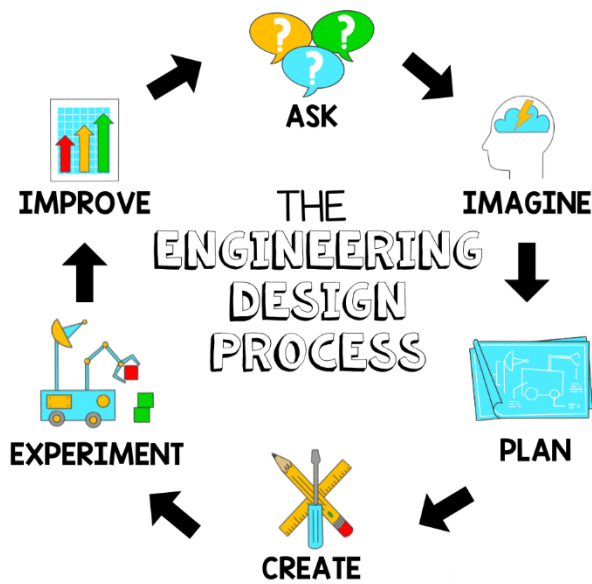 ? ? ?
ASK
IMAGINE
PLAN
CREATE
EXPERIMENT
IMPROVE
THE
ENGINEERING
DESIGN
PROCESS